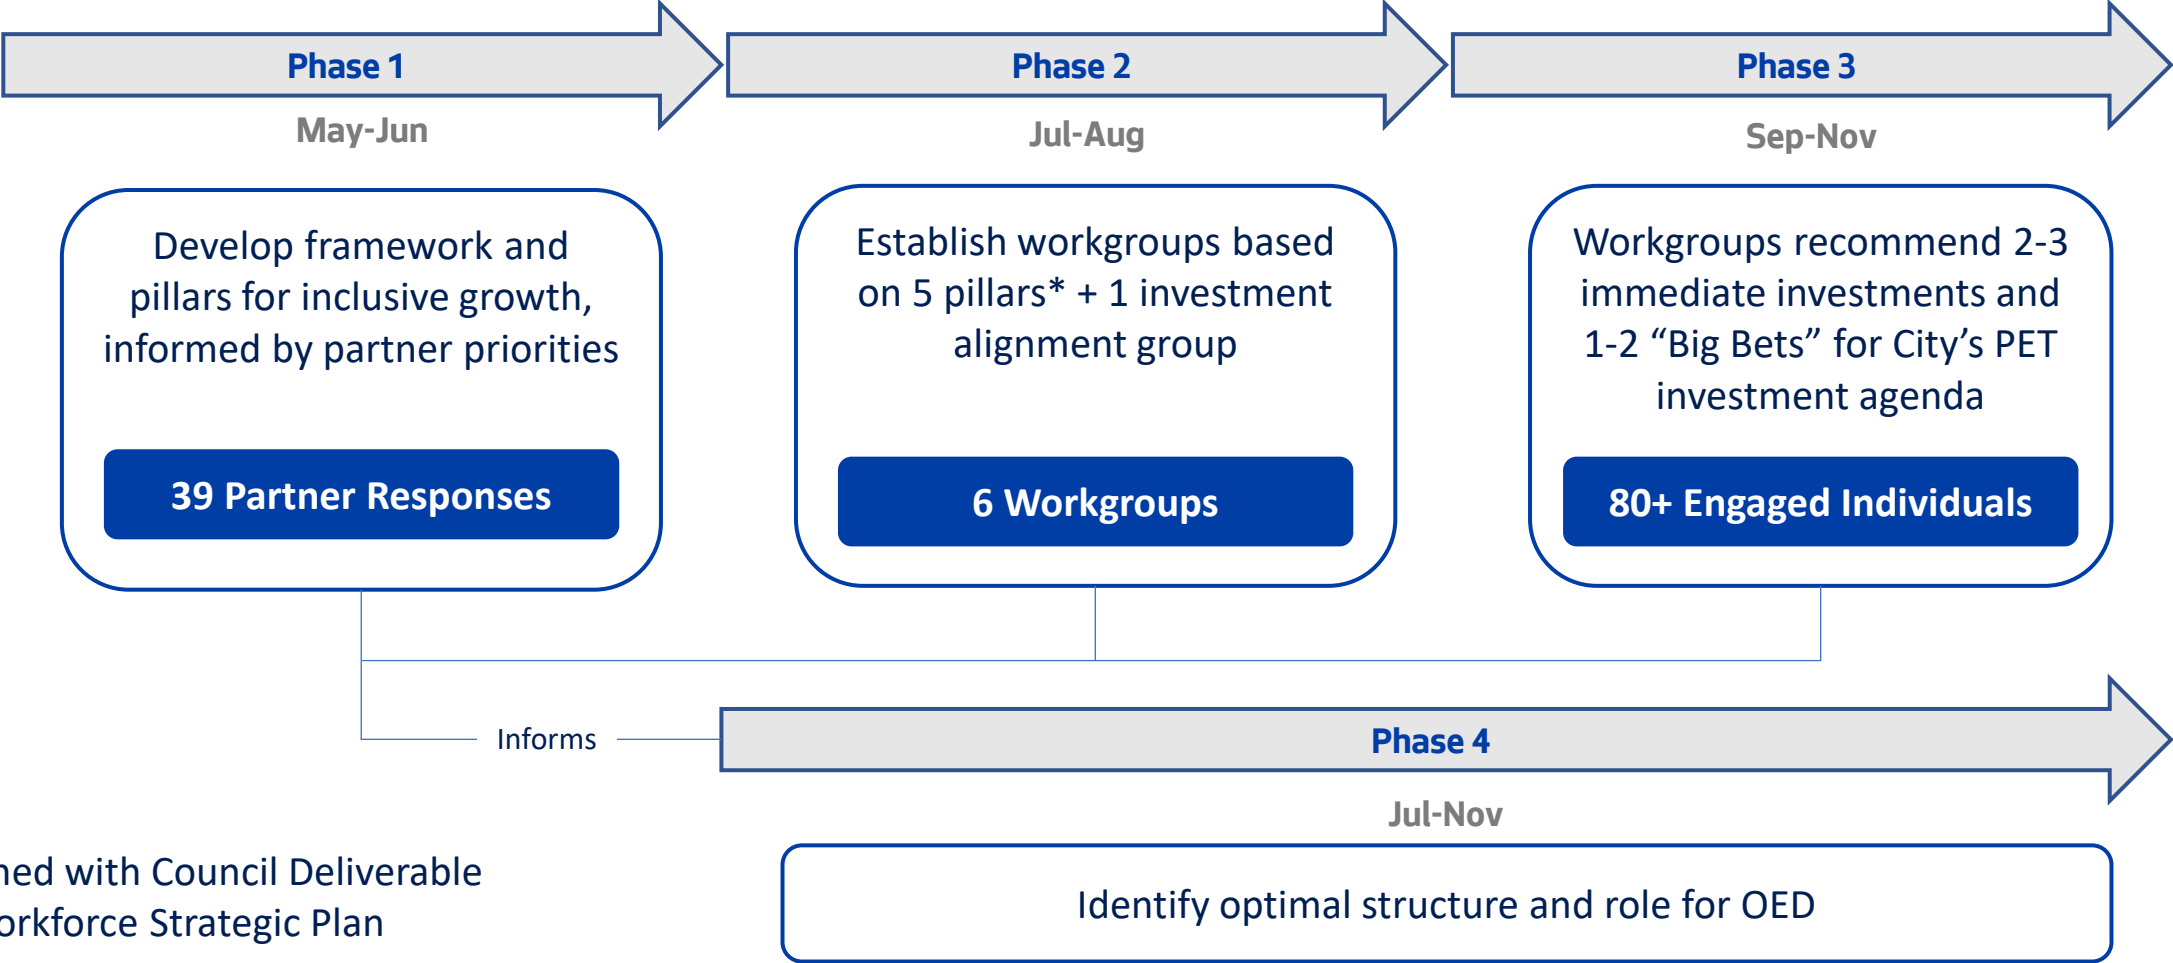 Phase 1
May-Jun
Develop framework and
pillars for inclusive growth,
informed by partner priorities
39 Partner Responses
Phase 2
Jul-Aug
Establish workgroups based
on 5 pillars* + 1 investment
alignment group
6 Workgroups
Phase 3
Sep-Nov
Workgroups recommend 2-3
immediate investments and
1-2 “Big Bets” for City’s PET
investment agenda
80+ Engaged Individuals
Informs
Phase 4
Jul-Nov
Identify optimal structure and role for OED
with Council Deliverable
Strategic Plan